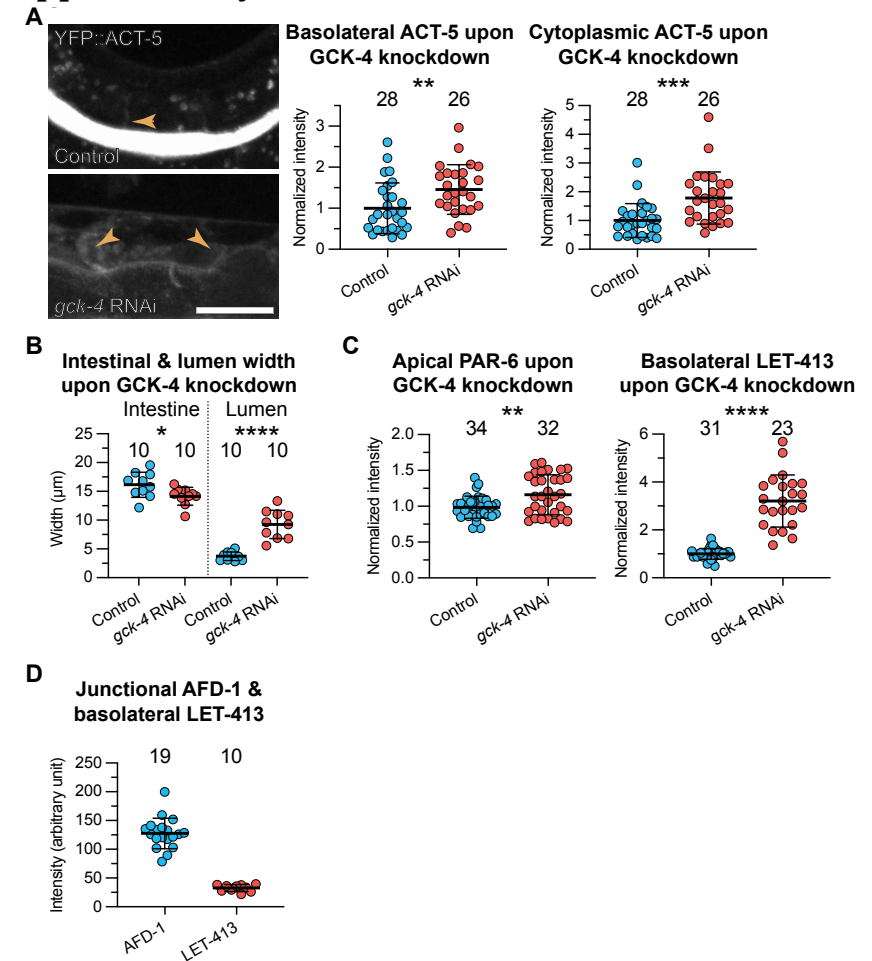 A
YFP::ACT-5
Control
gck-4 RNAi
Basolateral ACT-5 upon
GCK-4 knockdown
**
28 26
Normalized intensity
3
2
1
0
Control
gck-4 RNAi
Cytoplasmic ACT-5 upon
GCK-4 knockdown
***
28 26
Normalized intensity
5
4
3
2
1
0
Control
gck-4 RNAi
B
Intestinal & lumen width
upon GCK-4 knockdown
Intestine Lumen
* ****
10 10 10 10
Width (µm)
25
20
15
10
5
0
Control
gck-4 RNAi
Control
gck-4 RNAi
C
Apical PAR-6 upon
GCK-4 knockdown
**
34 32
Normalized intensity
2.0
1.5
1.0
0.5
0.0
Control
gck-4 RNAi
Basolateral LET-413
upon GCK-4 knockdown
****
31 23
Normalized intensity
6
4
2
0
Control
gck-4 RNAi
D
Junctional AFD-1 &
basolateral LET-413
19 10
Intensity (arbitrary unit)
250
200
150
100
50
0
AFD-1
LET-413